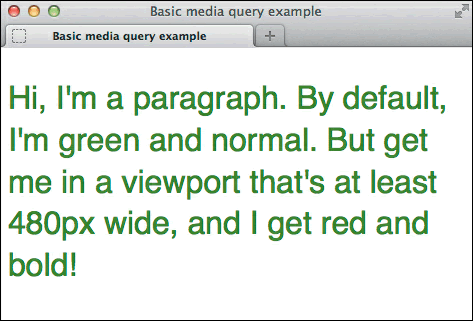 Basic media query example
Basic media query example
Hi, I'm a paragraph. By default,
I'm green and normal. But get
me in a viewport that's at least
480px wide, and I get red and
bold!